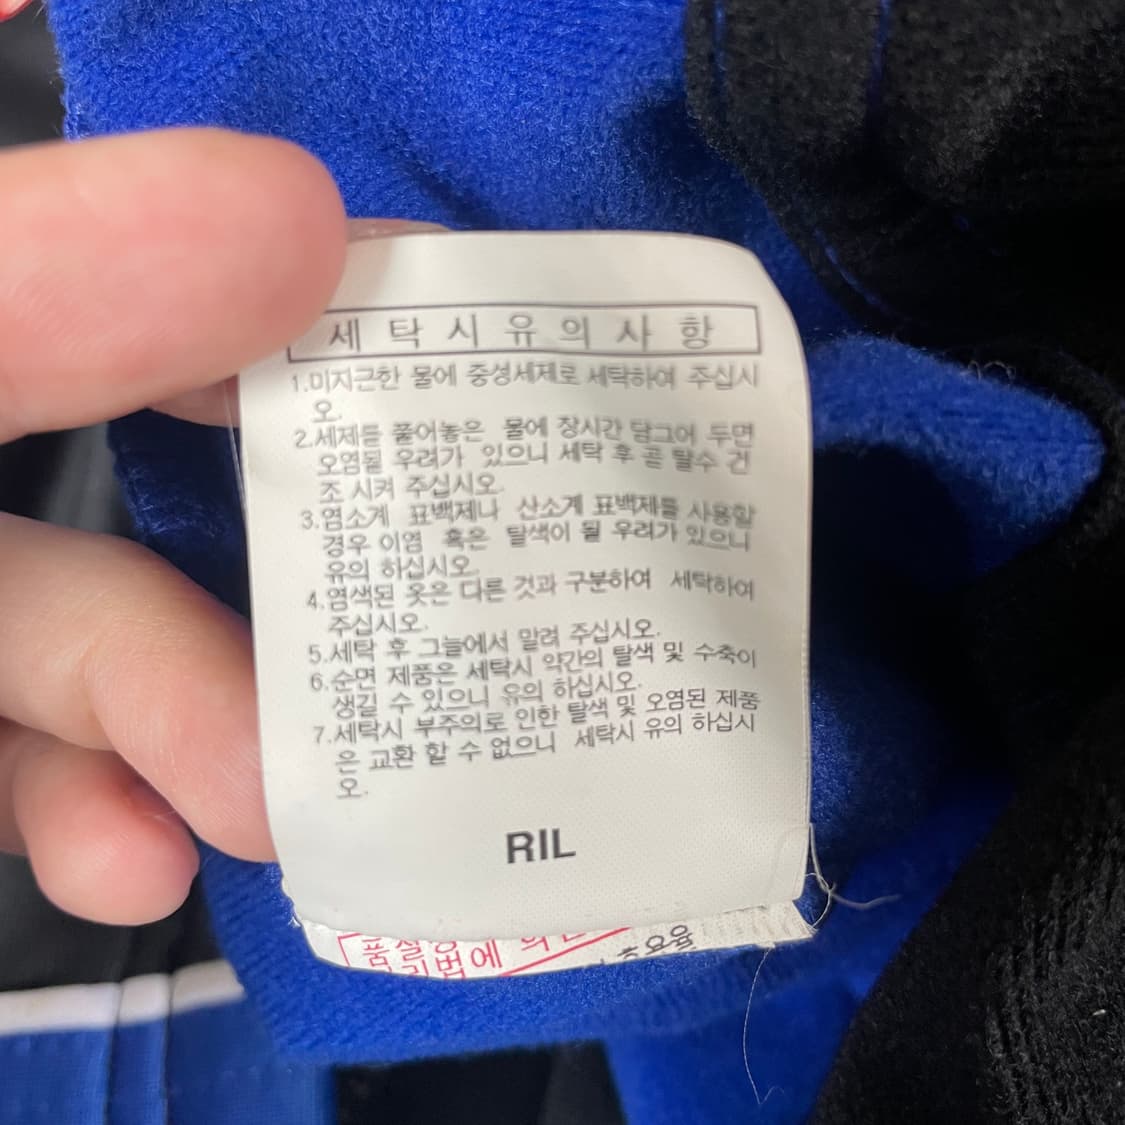 세탁시유의사항
1.미지근한 물에 중성세제로 세탁하여 주십시
오.
2.세제를 풀어놓은 물에 장시간 담그어 두면
오염될 우려가 있으니 세탁 후 곧 탈수 건
조 시켜 주십시오.
3.염소계 표백제나 산소계 표백제를 사용할
경우 이염 혹은 탈색이 될 우려가 있으니
유의 하십시오.
4.염색된 옷은 다른 것과 구분하여 세탁하여
주십시오.
5.세탁 후 그늘에서 말려 주십시오.
6.순면 제품은 세탁시 약간의 탈색 및 수축이
생길 수 있으니 유의 하십시오.
7.세탁시 부주의로 인한 탈색 및 오염된 제품
은 교환 할 수 없으니 세탁시 유의 하십시
오.
RIL
품질
법에